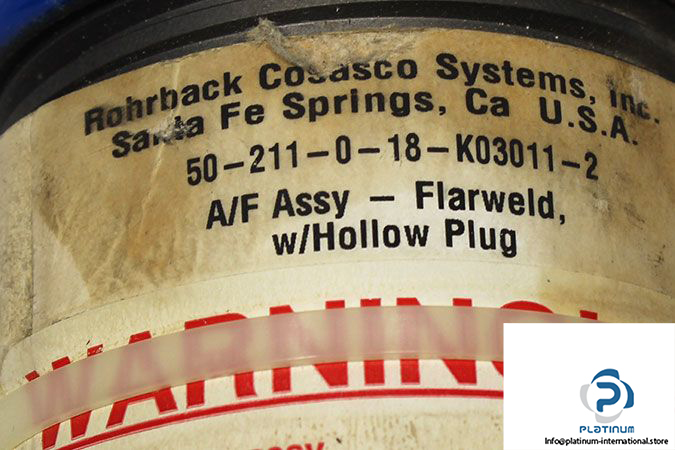 Rohrback Cosasco Systems, Inc.
Santa Fe Springs, Ca U.S.A.
50-211-0-18-K03011-2
A/F Assy - Flarweld,
w/Hollow Plug
WARNING!
PLATINUM
Info@platinum-international.store